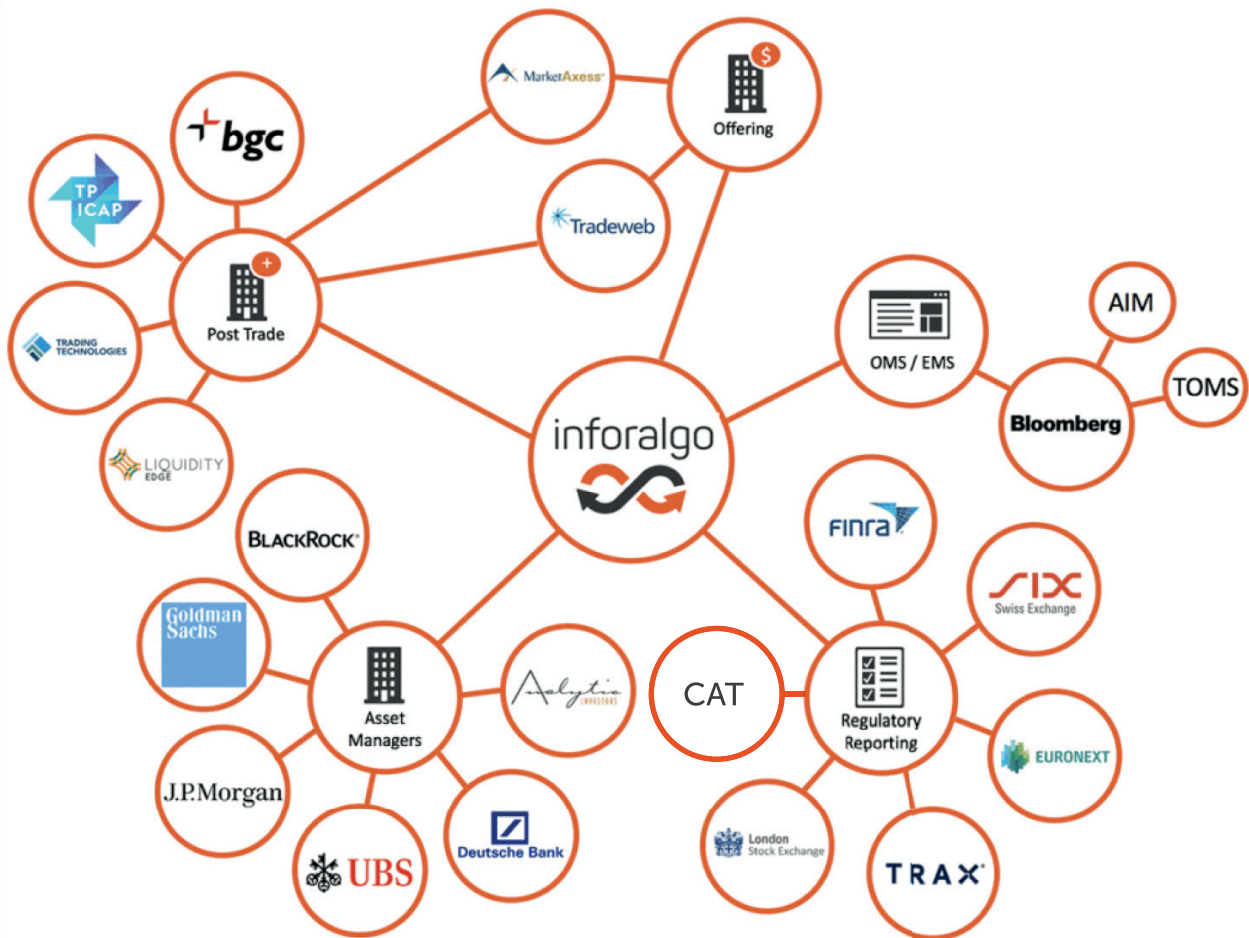 MarketAxess
$
Offering
bgc
TP
ICAP
Tradeweb
+
Post Trade
TRADING
TECHNOLOGIES
OMS / EMS
AIM
TOMS
Bloomberg
LIQUIDITY
EDGE
inforalgo
BLACKROCK®
FINRA
SIX
Swiss Exchange
Goldman
Sachs
Asset
Managers
Analytic
INVESTORS
CAT
Regulatory
Reporting
EURONEXT
J.P.Morgan
UBS
Deutsche Bank
London
Stock Exchange
TRAX®